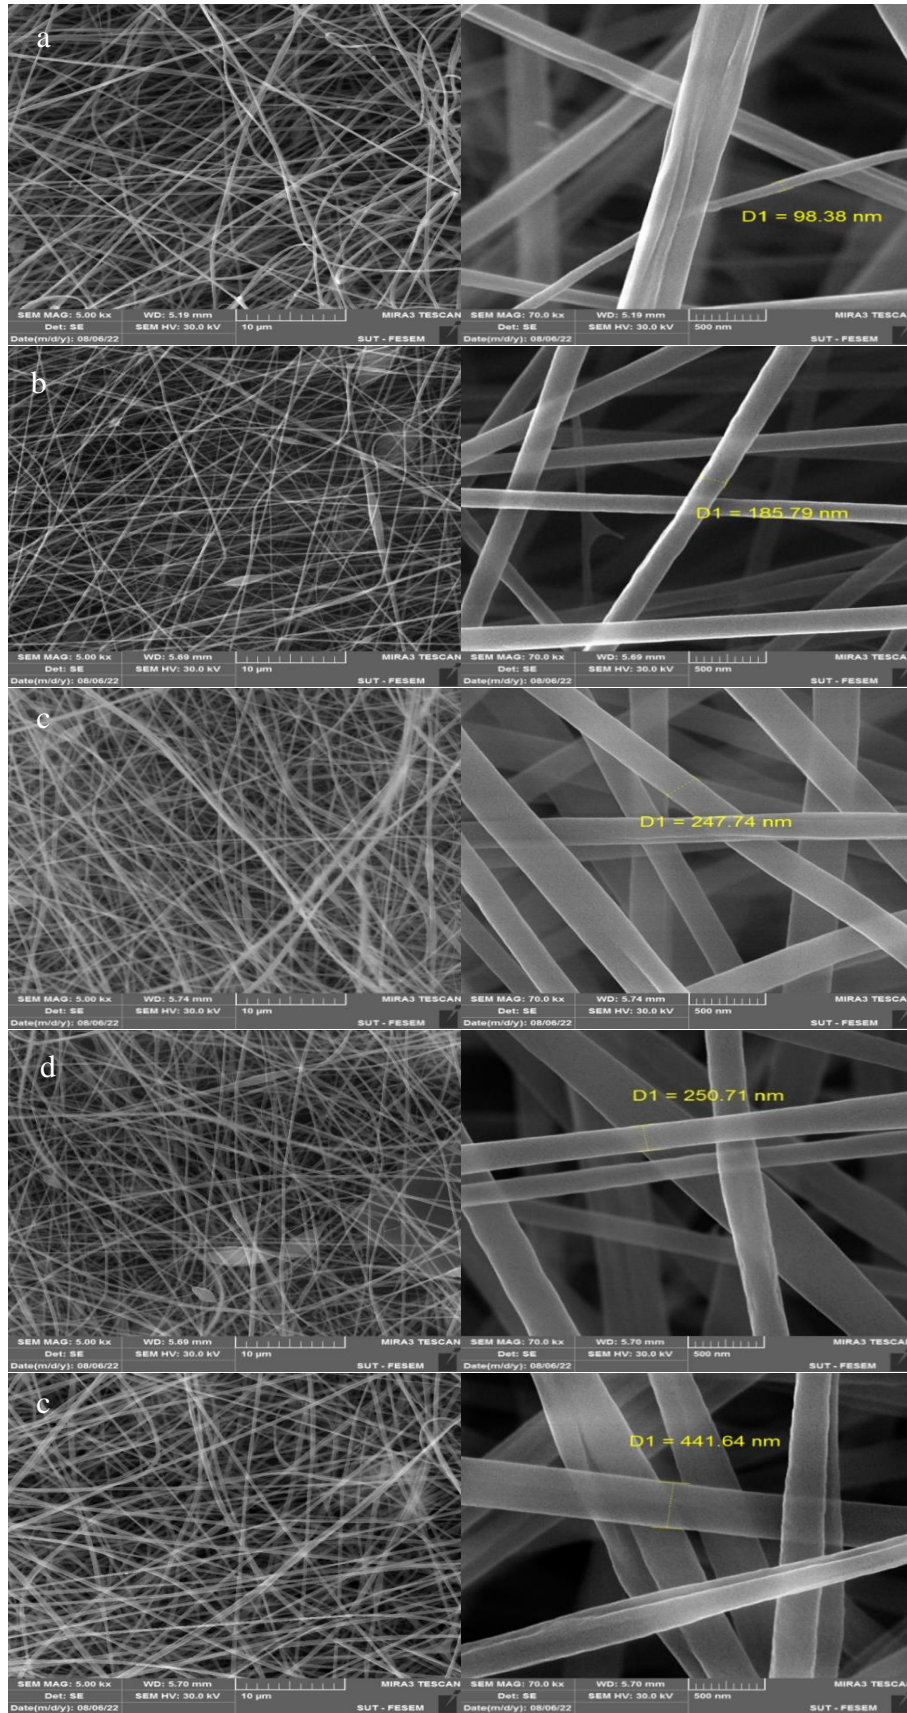 a
D1 = 98.38 nm
SEM MAG: 5.00 kx WD: 5.19 mm MIRA3 TESCAN
Det: SE SEM HV: 30.0 kV 10 µm
Date(m/d/y): 08/06/22 SUT - FESEM
SEM MAG: 70.0 kx WD: 5.19 mm MIRA3 TESCA
Det: SE SEM HV: 30.0 kV 500 nm
Date(m/d/y): 08/06/22 SUT - FESEM
b
D1 = 185.79 nm
SEM MAG: 5.00 kx WD: 5.69 mm MIRA3 TESCAN
Det: SE SEM HV: 30.0 kV 10 µm
Date(m/d/y): 08/06/22 SUT - FESEM
SEM MAG: 70.0 kx WD: 5.69 mm MIRA3 TESCA
Det: SE SEM HV: 30.0 kV 500 nm
Date(m/d/y): 08/06/22 SUT - FESEM
c
D1 = 247.74 nm
SEM MAG: 5.00 kx WD: 5.74 mm MIRA3 TESCAN
Det: SE SEM HV: 30.0 kV 10 µm
Date(m/d/y): 08/06/22 SUT - FESEM
SEM MAG: 70.0 kx WD: 5.74 mm MIRA3 TESCA
Det: SE SEM HV: 30.0 kV 500 nm
Date(m/d/y): 08/06/22 SUT - FESEM
d
D1 = 250.71 nm
SEM MAG: 5.00 kx WD: 5.69 mm MIRA3 TESCAN
Det: SE SEM HV: 30.0 kV 10 µm
Date(m/d/y): 08/06/22 SUT - FESEM
SEM MAG: 70.0 kx WD: 5.70 mm MIRA3 TESCA
Det: SE SEM HV: 30.0 kV 500 nm
Date(m/d/y): 08/06/22 SUT - FESEM
c
D1 = 441.64 nm
SEM MAG: 5.00 kx WD: 5.70 mm MIRA3 TESCAN
Det: SE SEM HV: 30.0 kV 10 µm
Date(m/d/y): 08/06/22 SUT - FESEM
SEM MAG: 70.0 kx WD: 5.70 mm MIRA3 TESCA
Det: SE SEM HV: 30.0 kV 500 nm
Date(m/d/y): 08/06/22 SUT - FESEM